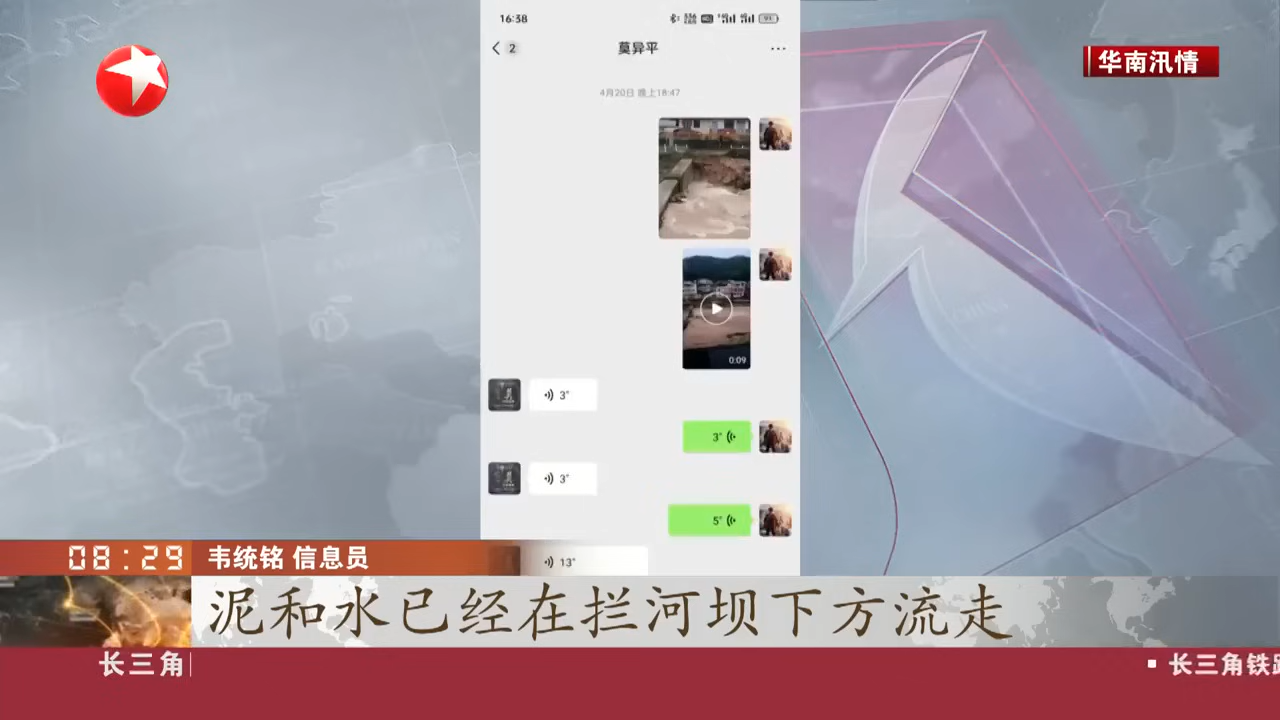 16:38
2
莫异平
4月20日 晚上18:47
华南汛情
CHINA
0:09
3"
3"
3"
5"
13"
08:29
韦统铭 信息员
泥和水已经在拦河坝下方流走
长三角
长三角铁